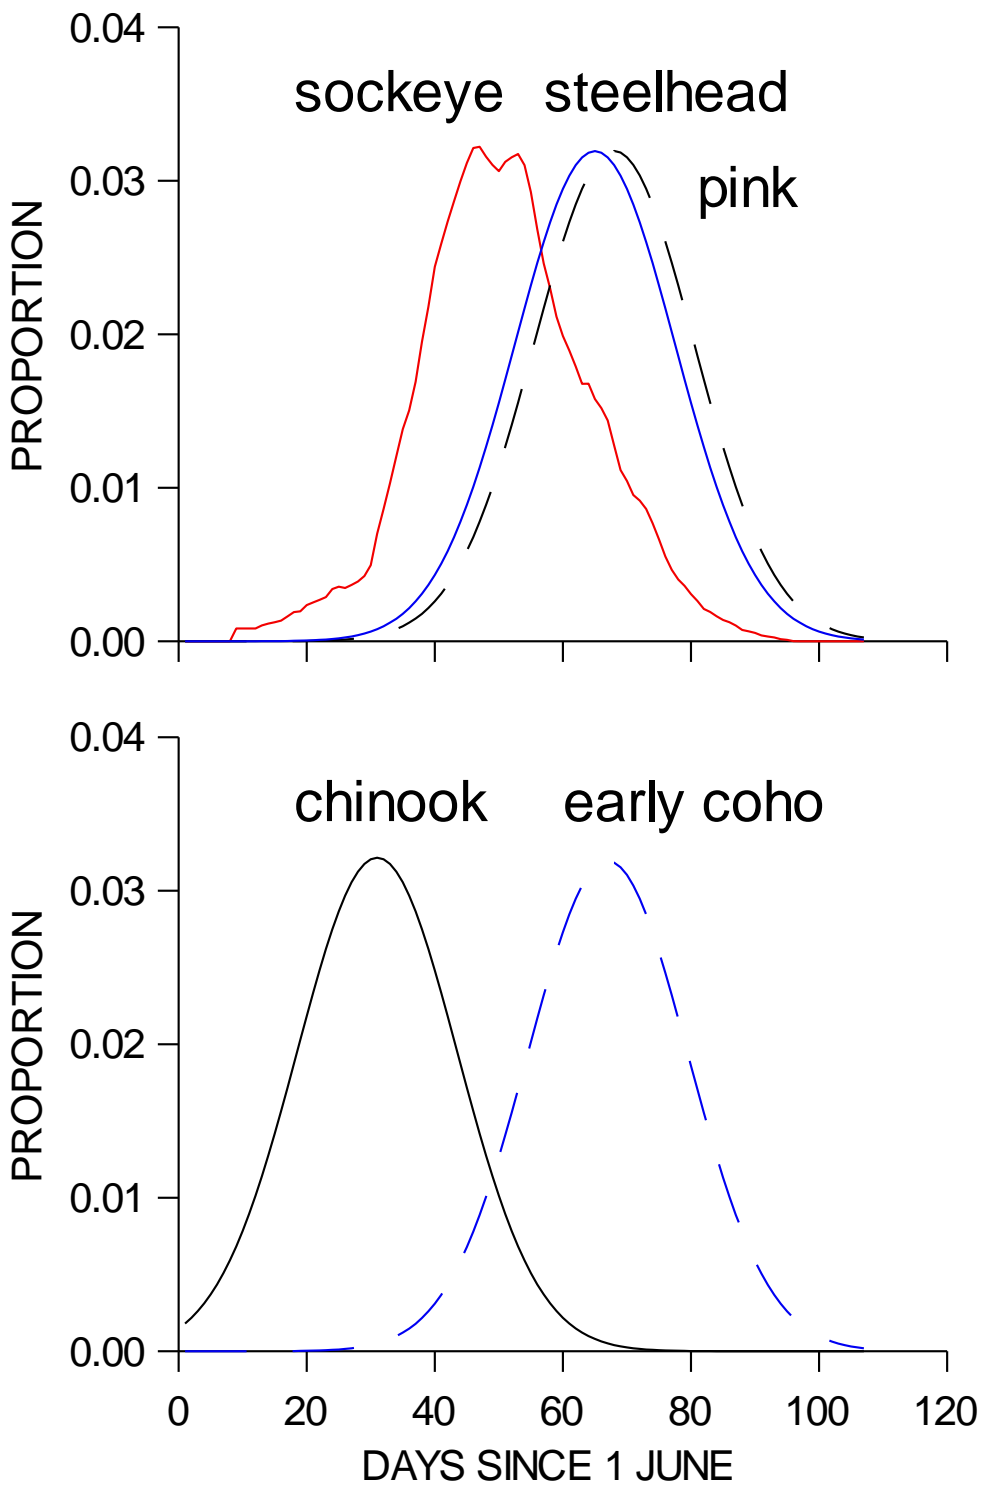 0.04
sockeye steelhead
0.03
pink
PROPORTION
0.02
0.01
0.00
0.04
chinook early coho
0.03
PROPORTION
0.02
0.01
0.00
0 20 40 60 80 100 120
DAYS SINCE 1 JUNE